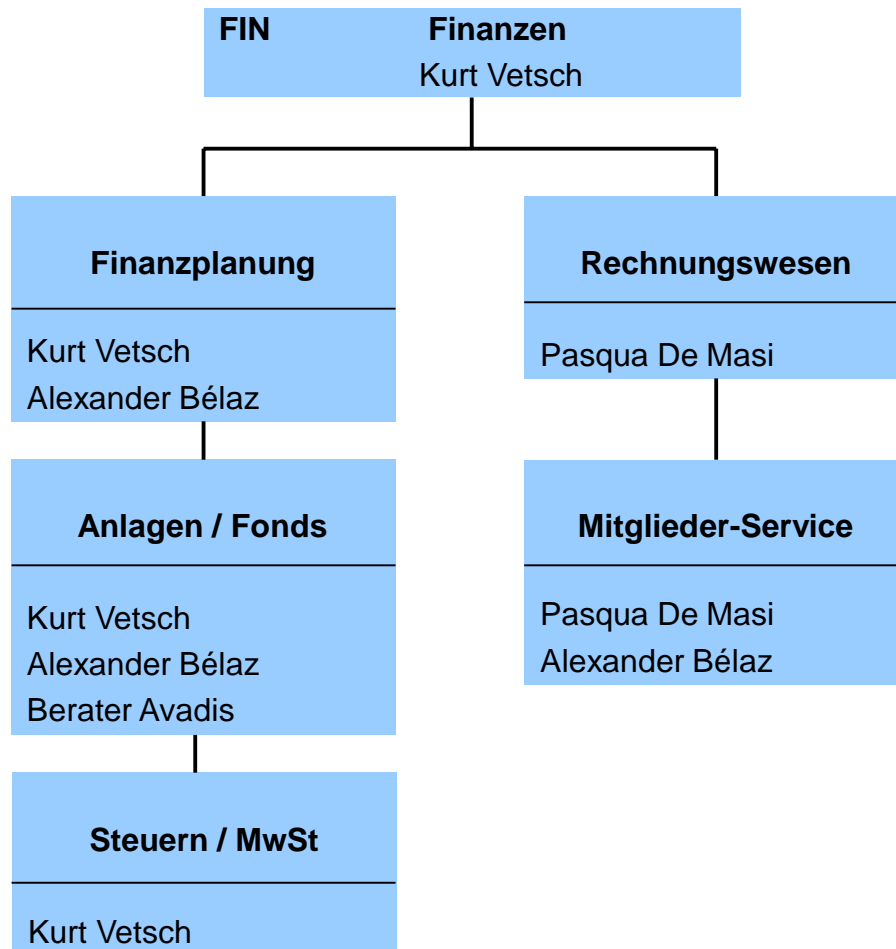 FIN Finanzen
Kurt Vetsch
Finanzplanung
Kurt Vetsch
Alexander Bélaz
Rechnungswesen
Pasqua De Masi
Anlagen / Fonds
Kurt Vetsch
Alexander Bélaz
Berater Avadis
Mitglieder-Service
Pasqua De Masi
Alexander Bélaz
Steuern / MwSt
Kurt Vetsch